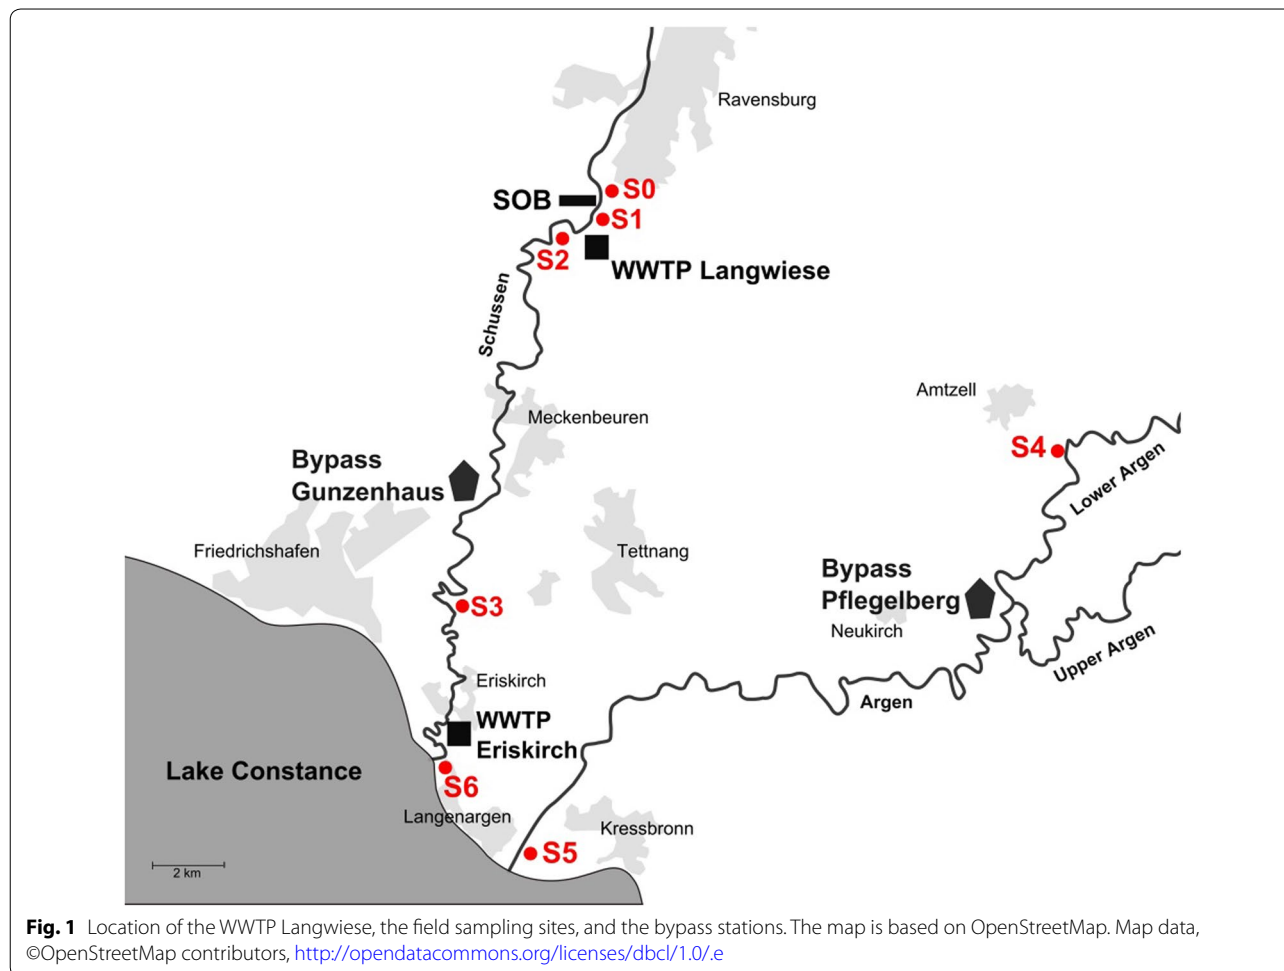 Ravensburg
S0
SOB
S1
S2
WWTP Langwiese
Schussen
Amtzell
Meckenbeuren
S4
Bypass
Gunzenhaus
Lower Argen
Friedrichshafen
Tettnang
Bypass
Pflegelberg
S3
Neukirch
Upper Argen
Eriskirch
Argen
WWTP
Eriskirch
Lake Constance
S6
Langenargen
Kressbronn
S5
2 km
Fig. 1 Location of the WWTP Langwiese, the field sampling sites, and the bypass stations. The map is based on OpenStreetMap. Map data,
©OpenStreetMap contributors, http://opendatacommons.org/licenses/dbcl/1.0/.e